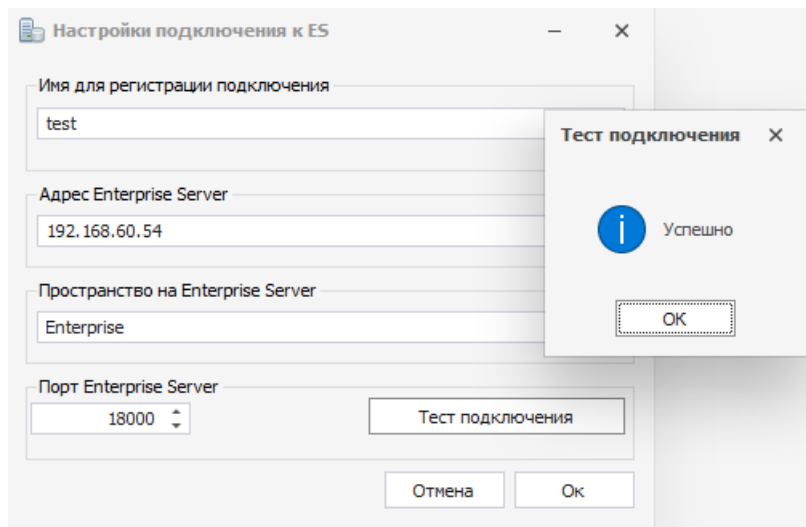 Настройки подключения к ES
Имя для регистрации подключения
test
Тест подключения
Адрес Enterprise Server
192.168.60.54
Успешно
Пространство на Enterprise Server
Enterprise
ОК
Порт Enterprise Server
18000
Тест подключения
Отмена
Ок